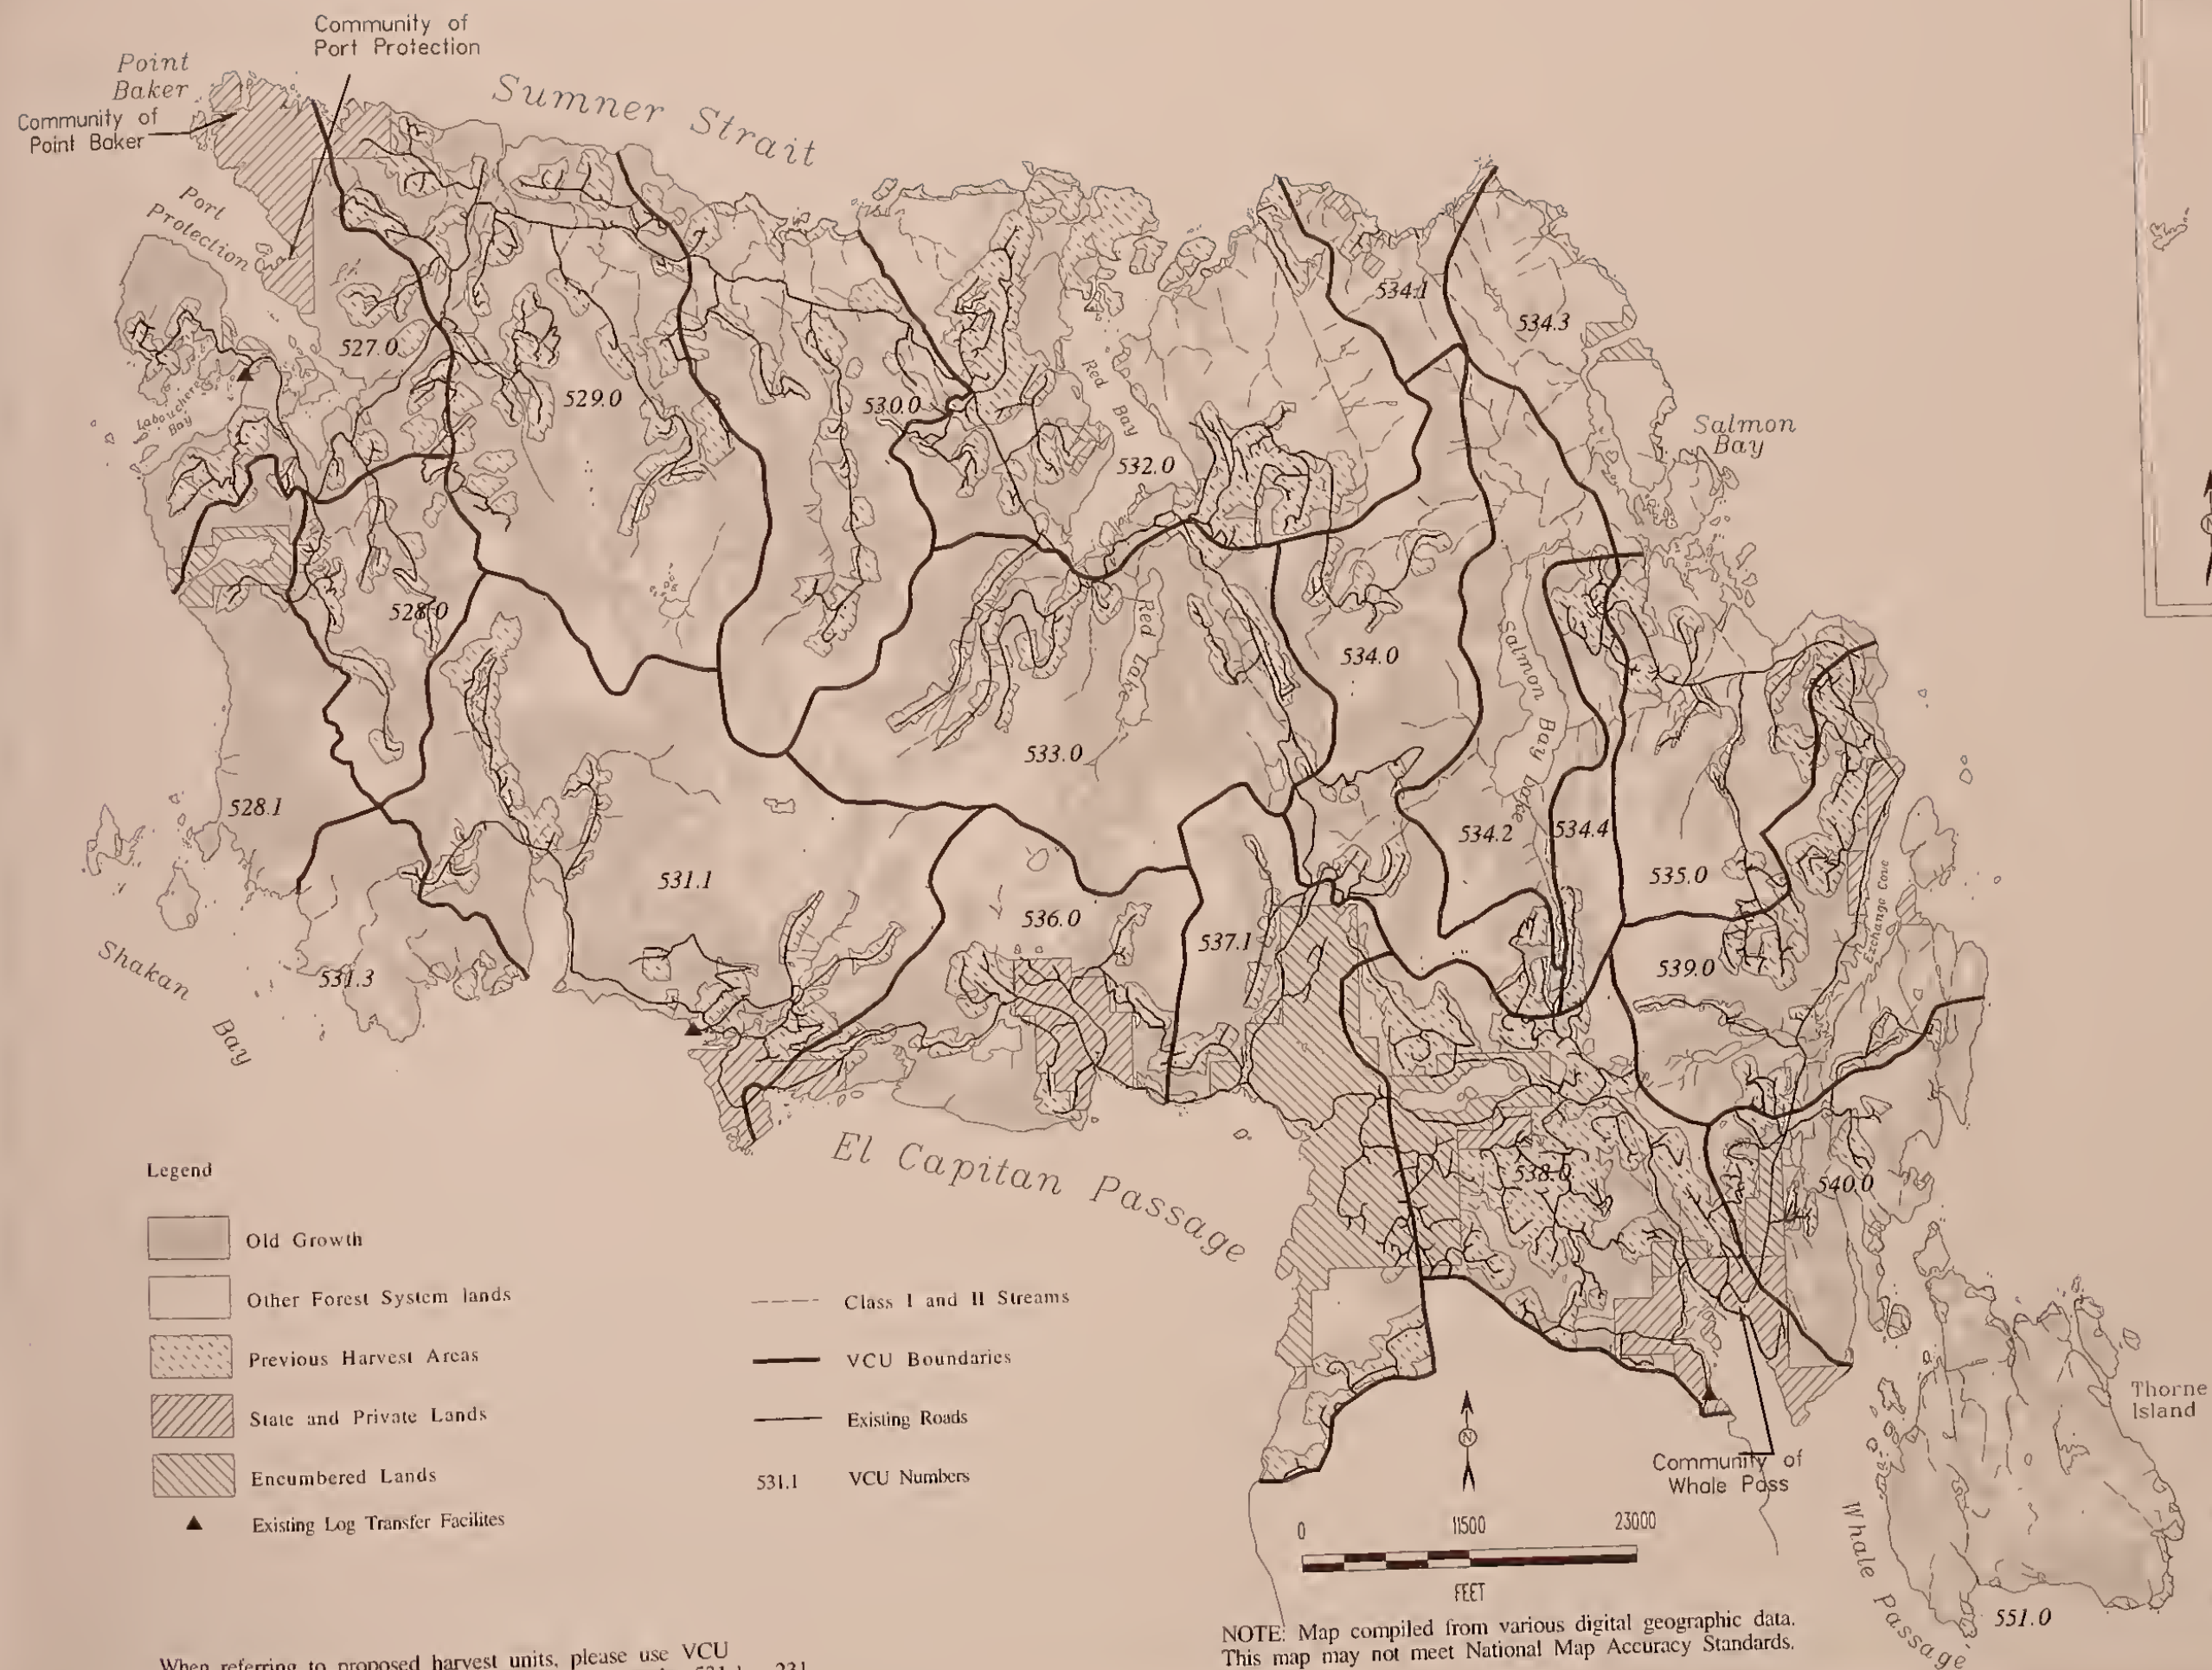 Community of
Port Protection
Point
Baker
Community of
Point Baker
Sumner Strait
Port
Protection
Labouchere
Bay
527.0
529.0
530.0
Red Bay
532.0
534.1
534.3
Salmon
Bay
528.0
Red Lake
534.0
Salmon Bay Lake
533.0
528.1
534.2
534.4
531.1
535.0
536.0
537.1
Exchange Cove
539.0
531.3
Shakan Bay
El Capitan Passage
538.0
540.0
Thorne
Island
Community of
Whale Pass
Whale Passage
551.0
Legend
Old Growth
Other Forest System lands
Previous Harvest Areas
State and Private Lands
Encumbered Lands
Existing Log Transfer Facilites
Class I and II Streams
VCU Boundaries
Existing Roads
531.1 VCU Numbers
N
0 11500 23000
FEET
NOTE: Map compiled from various digital geographic data.
This map may not meet National Map Accuracy Standards.
When referring to proposed harvest units, please use VCU